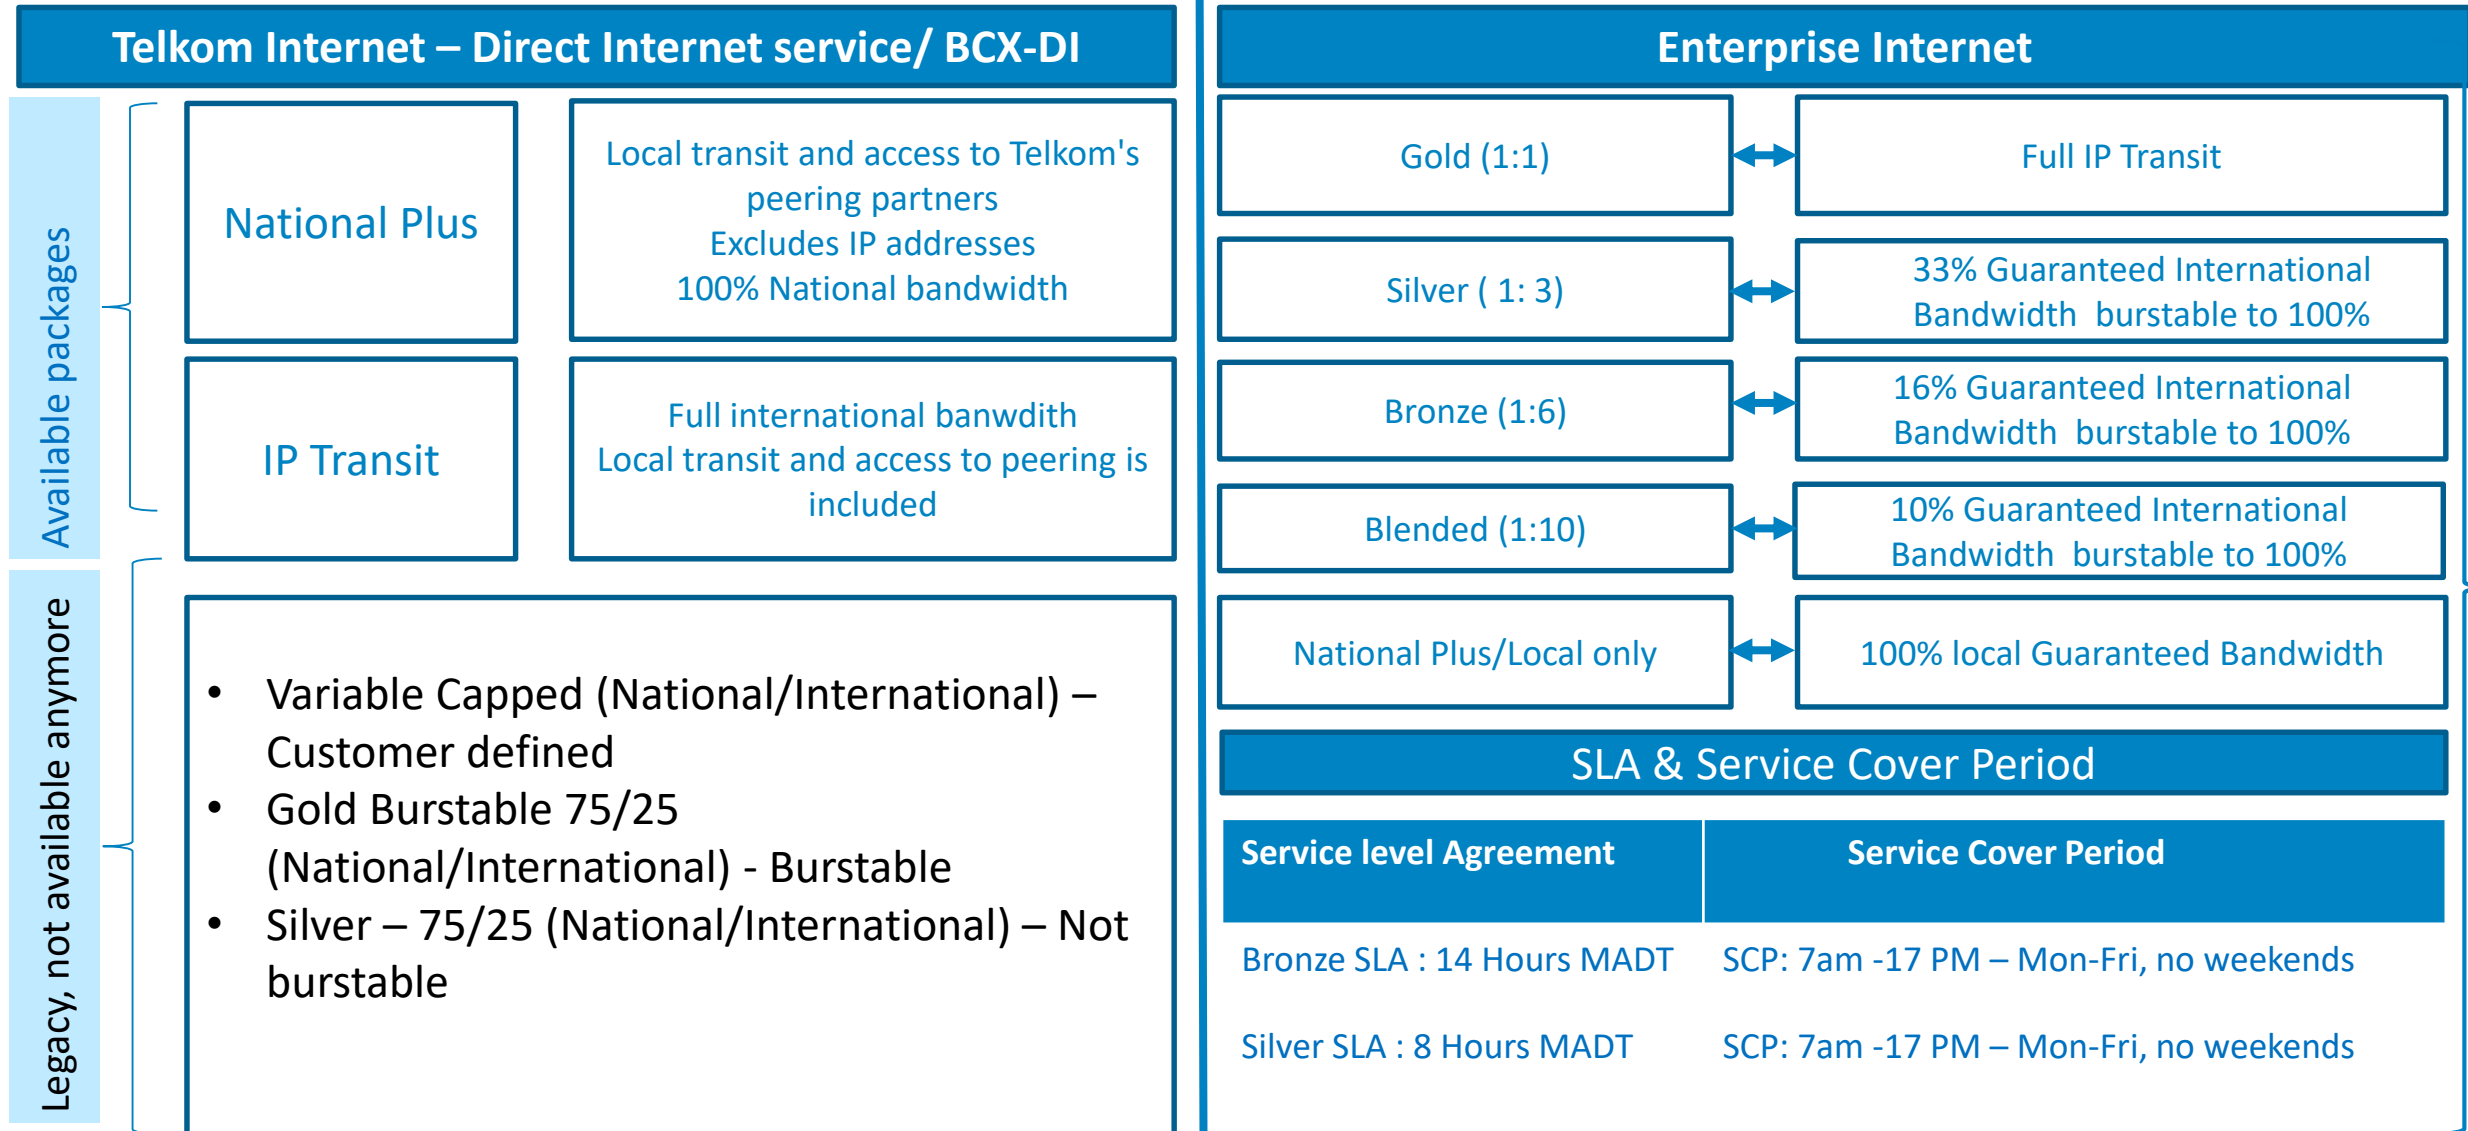 Telkom Internet – Direct Internet service/ BCX-DI
Available packages
National Plus
Local transit and access to Telkom's
peering partners
Excludes IP addresses
100% National bandwidth
IP Transit
Full international banwdith
Local transit and access to peering is
included
Legacy, not available anymore
• Variable Capped (National/International) –
Customer defined
• Gold Burstable 75/25
(National/International) - Burstable
• Silver – 75/25 (National/International) – Not
burstable
Enterprise Internet
Gold (1:1)
Full IP Transit
Silver ( 1: 3)
33% Guaranteed International
Bandwidth burstable to 100%
Bronze (1:6)
16% Guaranteed International
Bandwidth burstable to 100%
Blended (1:10)
10% Guaranteed International
Bandwidth burstable to 100%
National Plus/Local only
100% local Guaranteed Bandwidth
SLA & Service Cover Period
Service level Agreement
Service Cover Period
Bronze SLA : 14 Hours MADT
SCP: 7am -17 PM – Mon-Fri, no weekends
Silver SLA : 8 Hours MADT
SCP: 7am -17 PM – Mon-Fri, no weekends